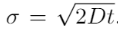 σ = √2Dt.